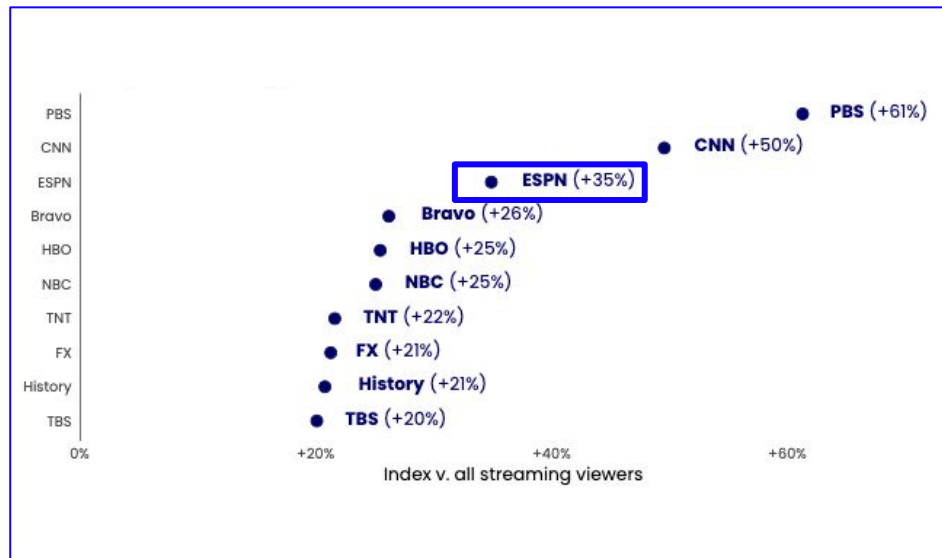 PBS
PBS (+61%)
CNN
CNN (+50%)
ESPN
ESPN (+35%)
Bravo
Bravo (+26%)
HBO
HBO (+25%)
NBC
NBC (+25%)
TNT
TNT (+22%)
FX
FX (+21%)
History
History (+21%)
TBS
TBS (+20%)
0%
+20%
+40%
+60%
Index v. all streaming viewers